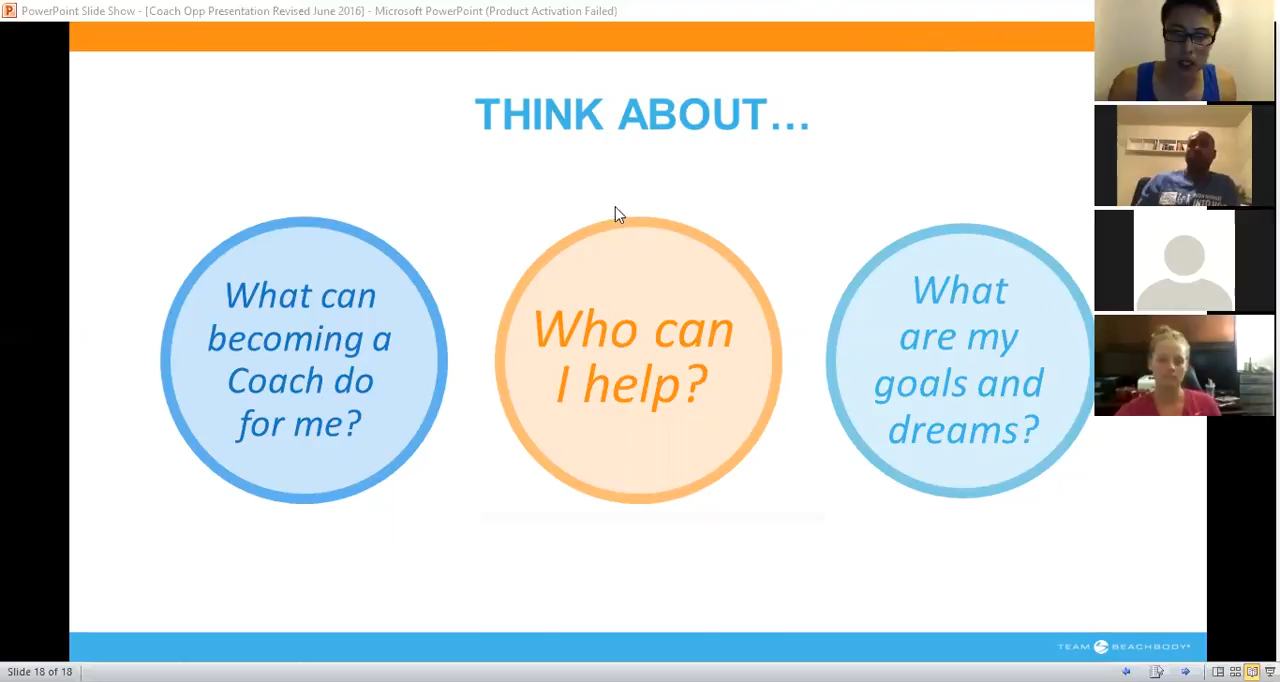 PowerPoint Slide Show - [Coach Opp Presentation Revised June 2016] - Microsoft PowerPoint (Product Activation Failed)
THINK ABOUT...
What can
becoming a
Coach do
for me?
Who can
I help?
What
are my
goals and
dreams?
TEAM BEACHBODY®
Slide 18 of 18